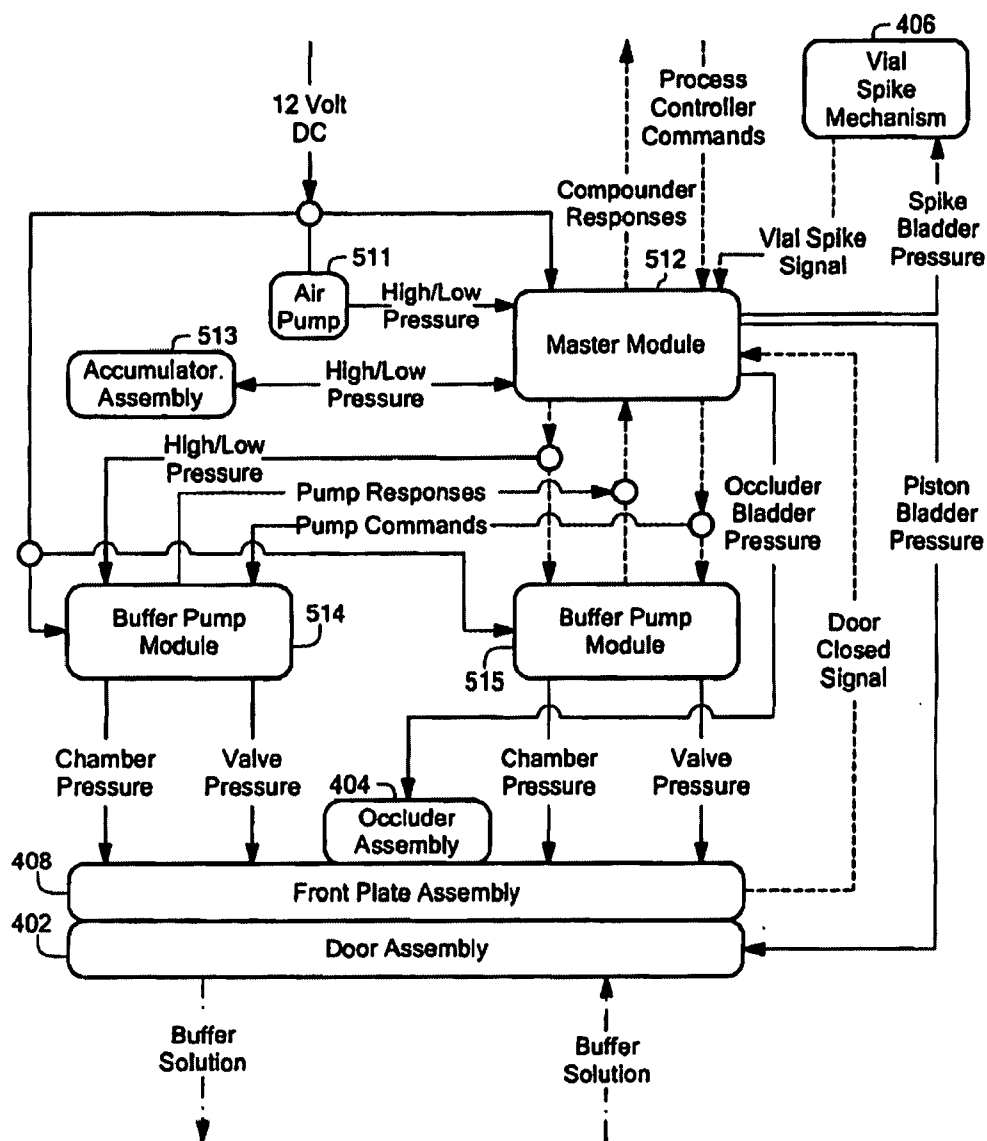 406
Vial
Spike
Mechanism
12 Volt
DC
Process
Controller
Commands
Compounder
Responses
Spike
Bladder
Pressure
Vial Spike
Signal
511
Air
Pump
High/Low
Pressure
512
Master Module
513
Accumulator.
Assembly
High/Low
Pressure
High/Low
Pressure
Pump Responses
Pump Commands
Occluder
Bladder
Pressure
Piston
Bladder
Pressure
Buffer Pump
Module
514
Buffer Pump
Module
515
Door
Closed
Signal
Chamber
Pressure
Valve
Pressure
Chamber
Pressure
Valve
Pressure
404
Occluder
Assembly
408
Front Plate Assembly
402
Door Assembly
Buffer
Solution
Buffer
Solution